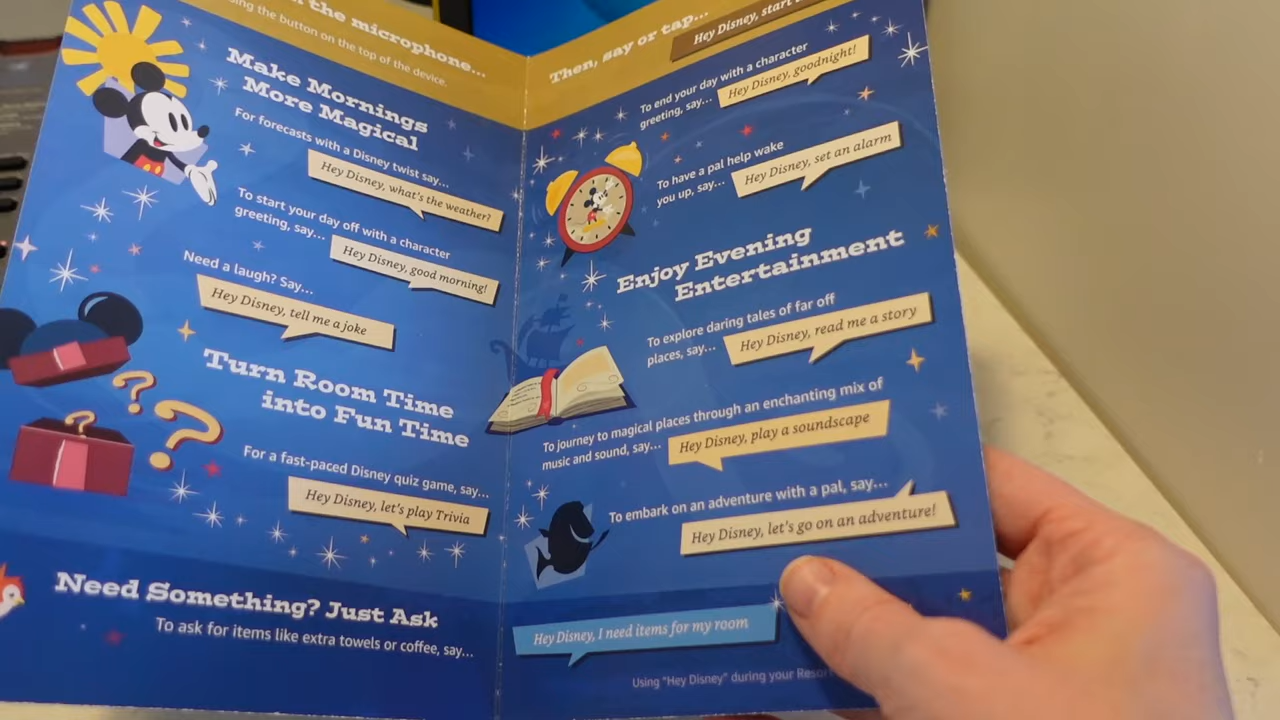 the microphone...
the button on the top of the device.
Make Mornings
More Magical
For forecasts with a Disney twist say...
Hey Disney, what's the weather?
To start your day off with a character
greeting, say...
Hey Disney, good morning!
Need a laugh? Say...
Hey Disney, tell me a joke
Turn Room Time
into Fun Time
For a fast-paced Disney quiz game, say...
Hey Disney, let's play Trivia
Need Something? Just Ask
To ask for items like extra towels or coffee, say...
Then, say or tap...
Hey Disney, start
To end your day with a character
greeting, say...
Hey Disney, goodnight!
To have a pal help wake
you up, say...
Hey Disney, set an alarm
Enjoy Evening
Entertainment
To explore daring tales of far off
places, say...
Hey Disney, read me a story
To journey to magical places through an enchanting mix of
music and sound, say...
Hey Disney, play a soundscape
To embark on an adventure with a pal, say...
Hey Disney, let's go on an adventure!
Hey Disney, I need items for my room
Using "Hey Disney" during your Resort